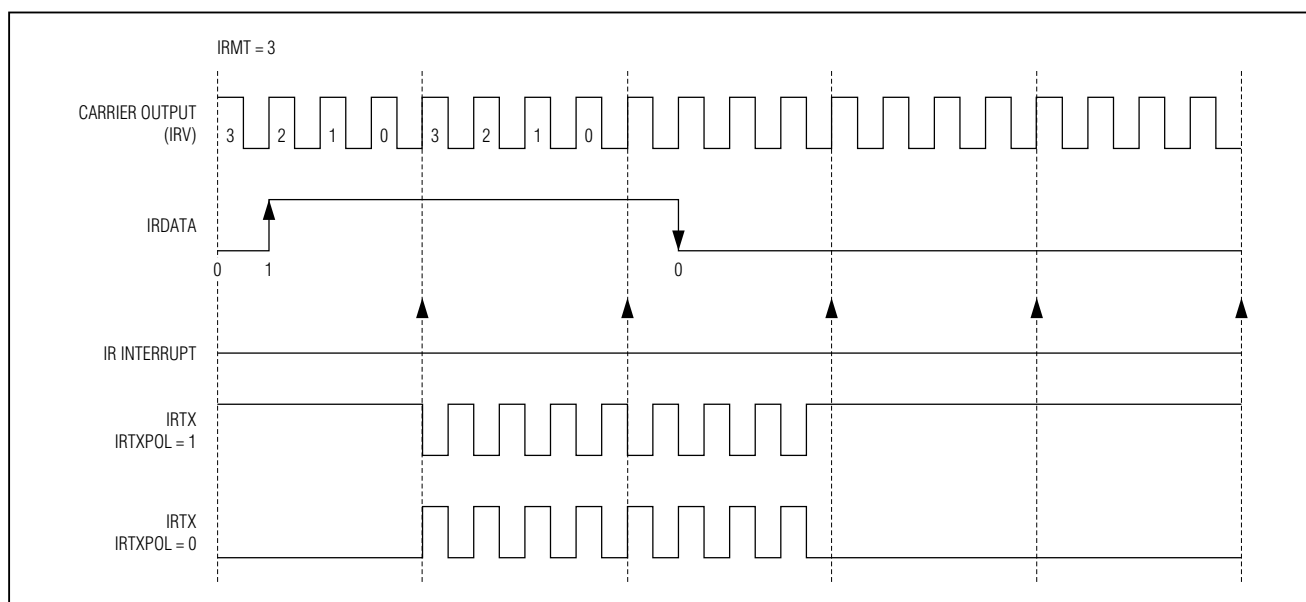 IRMT = 3
CARRIER OUTPUT
(IRV)
3 2 1 0 3 2 1 0
IRDATA
0 1 0
IR INTERRUPT
IRTX
IRTXPOL = 1
IRTX
IRTXPOL = 0